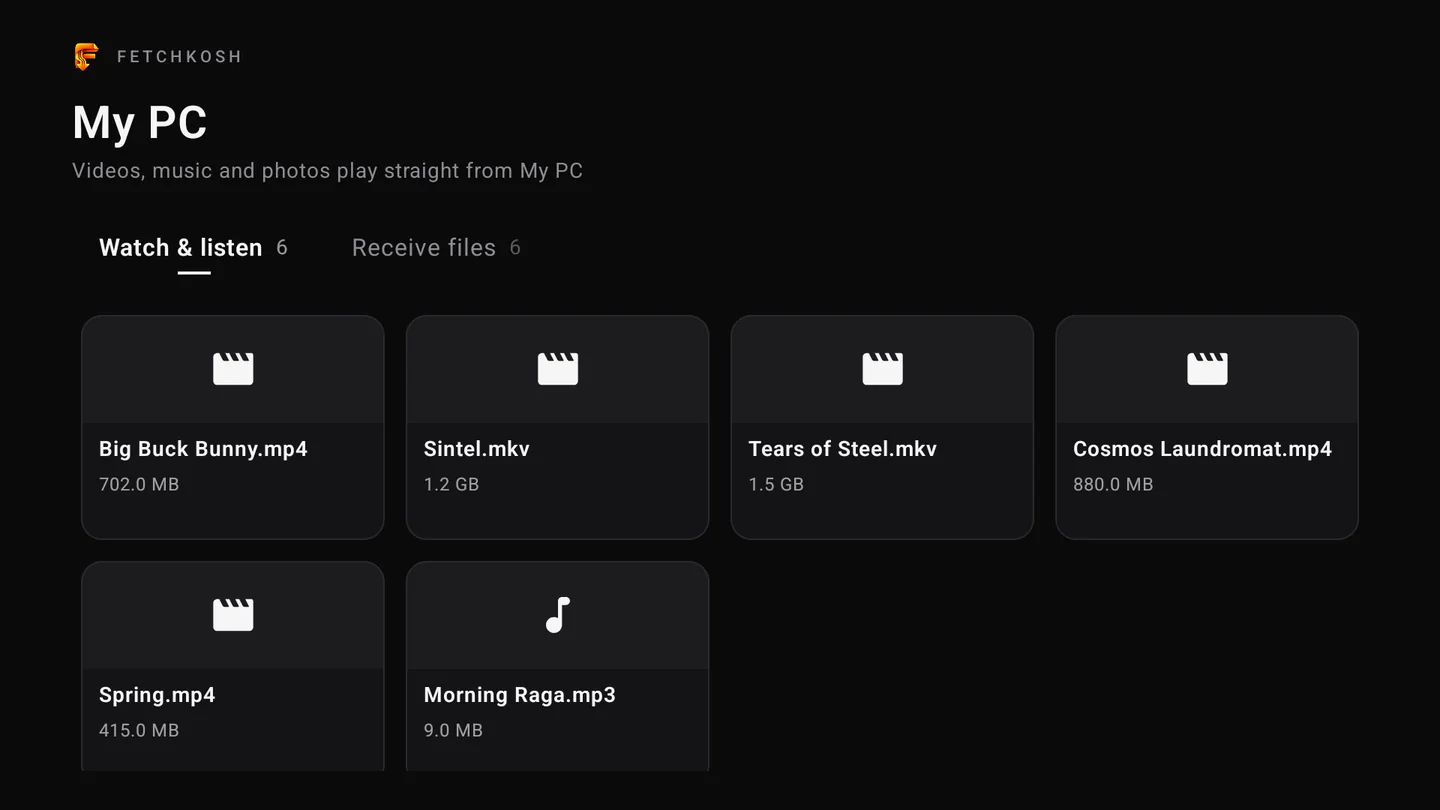 FETCHKOSH
My PC
Videos, music and photos play straight from My PC
Watch & listen 6 Receive files 6
Big Buck Bunny.mp4 Sintel.mkv Tears of Steel.mkv Cosmos Laundromat.mp4
702.0 MB 1.2 GB 1.5 GB 880.0 MB
Spring.mp4 Morning Raga.mp3
415.0 MB 9.0 MB